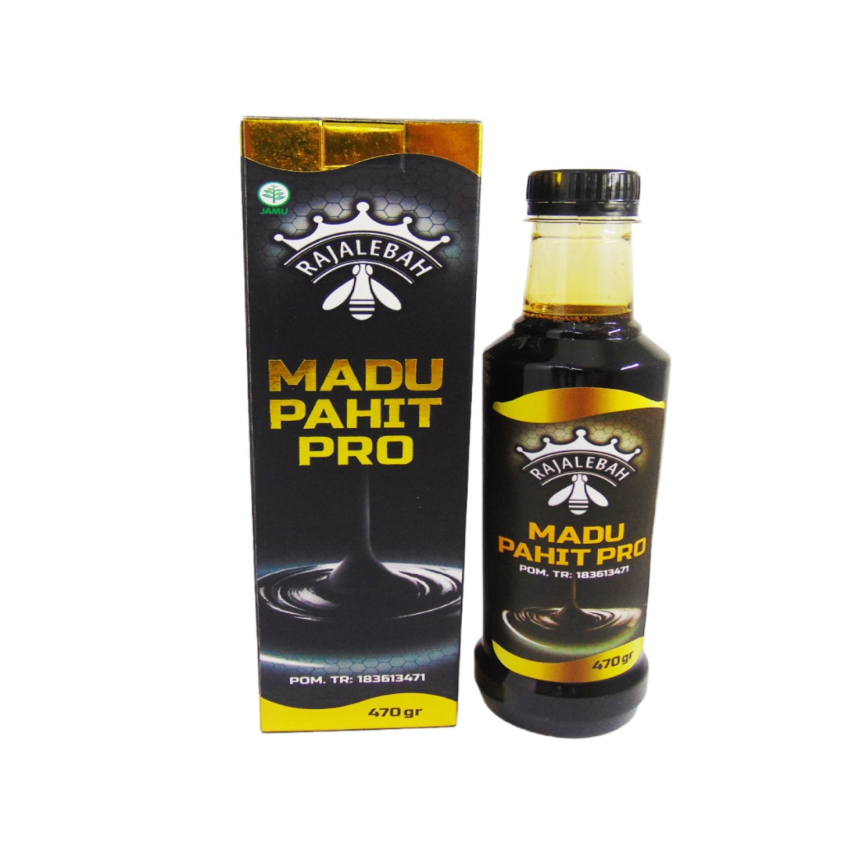 JAMU
RAJALEBAH
MADU
PAHIT
PRO
POM. TR: 183613471
470 gr
RAJALEBAH
MADU
PAHIT PRO
POM. TR: 183613471
470 gr